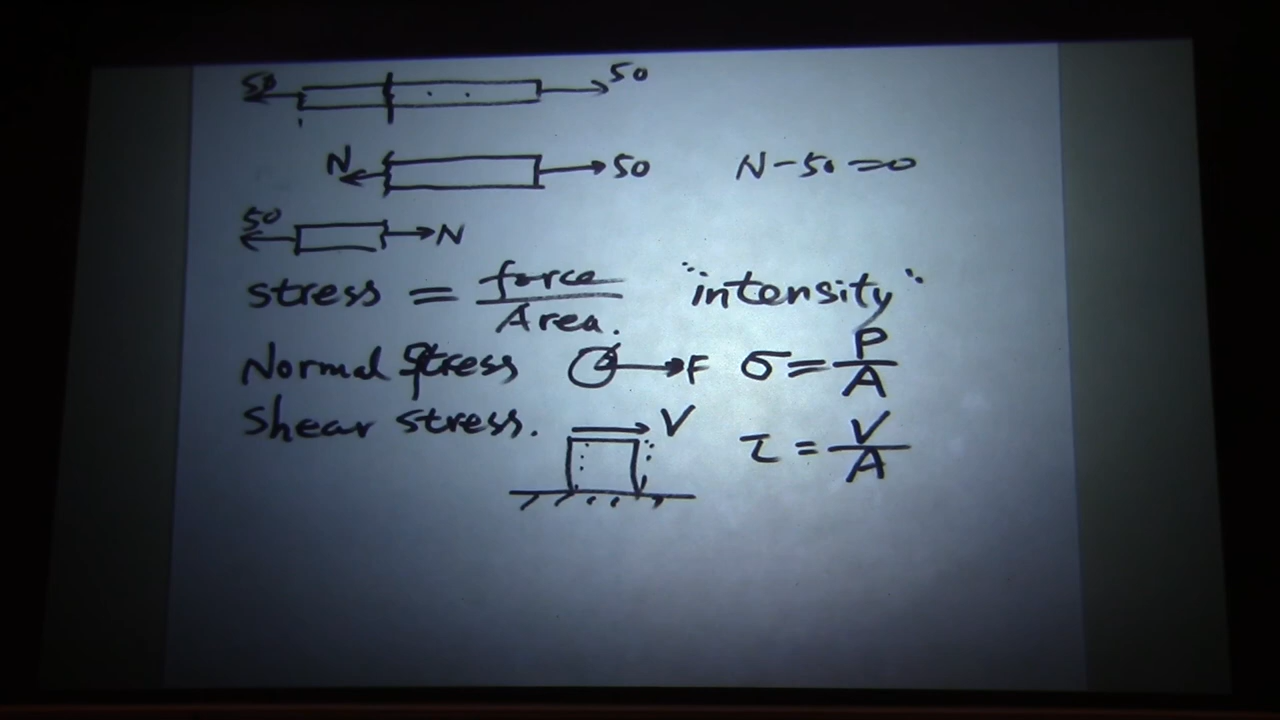 50 50
N 50 N-50=0
50 N
stress = force/Area. "intensity"
Normal Stress F σ = P/A
Shear stress. V τ = V/A